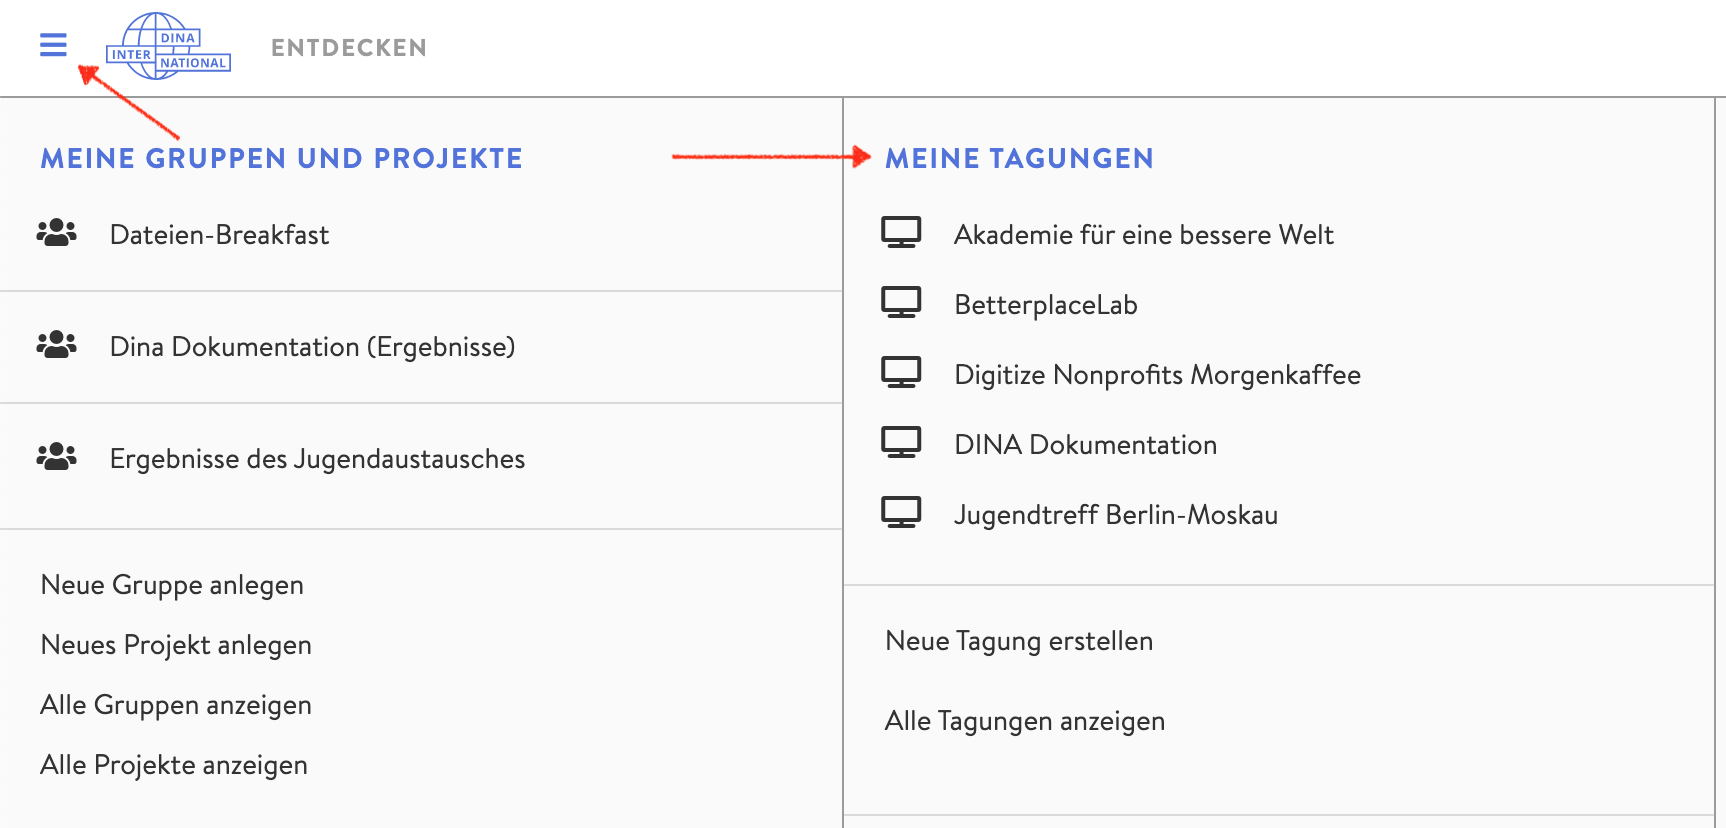 DINA
INTER
NATIONAL
ENTDECKEN
MEINE GRUPPEN UND PROJEKTE
Dateien-Breakfast
Dina Dokumentation (Ergebnisse)
Ergebnisse des Jugendaustausches
Neue Gruppe anlegen
Neues Projekt anlegen
Alle Gruppen anzeigen
Alle Projekte anzeigen
MEINE TAGUNGEN
Akademie für eine bessere Welt
BetterplaceLab
Digitize Nonprofits Morgenkaffee
DINA Dokumentation
Jugendtreff Berlin-Moskau
Neue Tagung erstellen
Alle Tagungen anzeigen